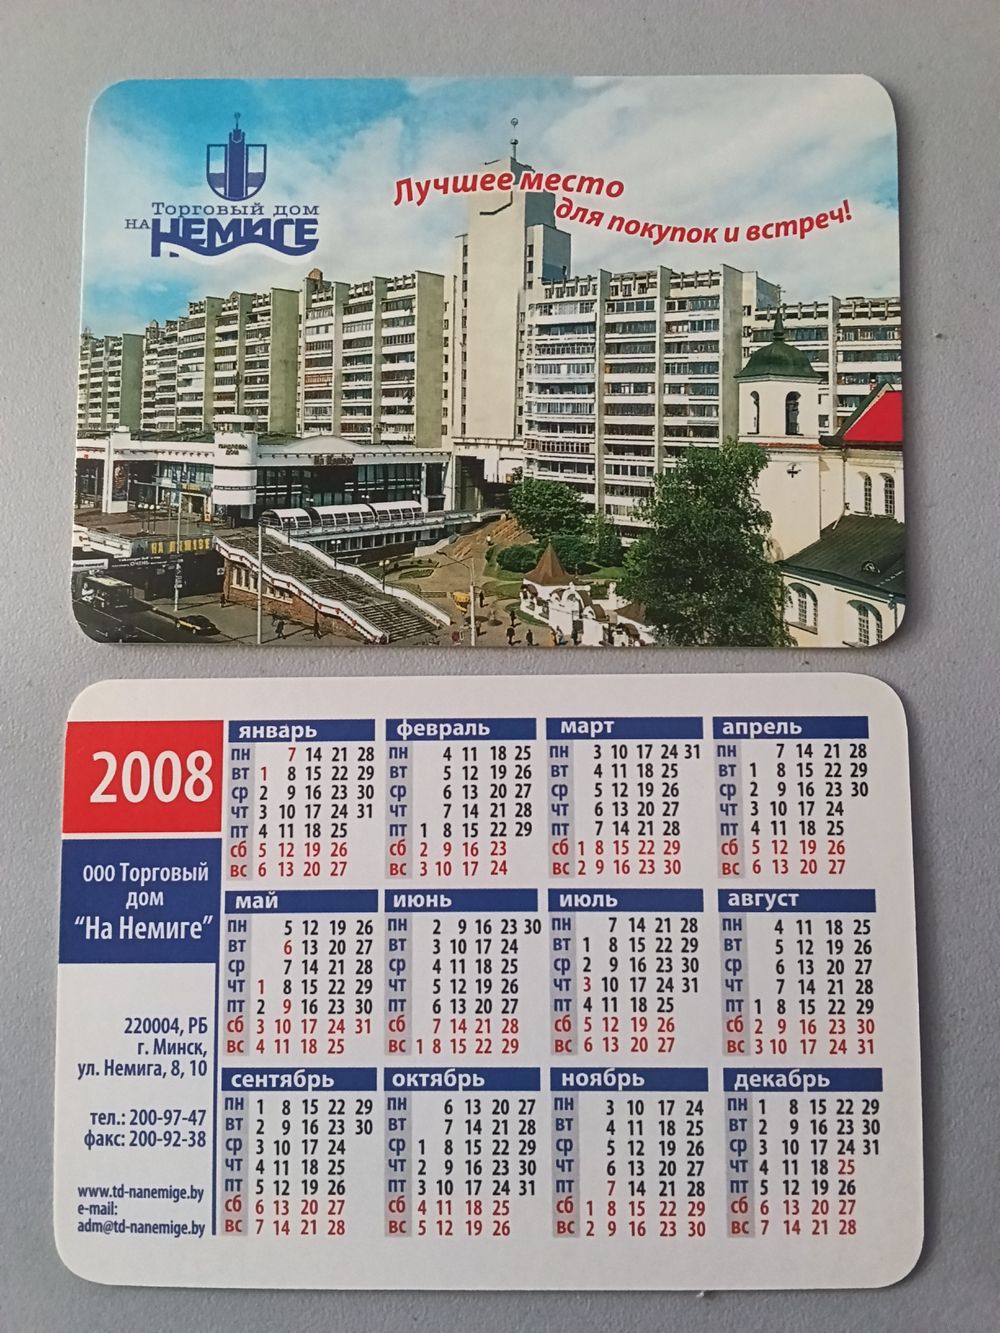 Торговый дом
на НЕМИГЕ
Лучшее место
для покупок и встреч!
НА НЕМИГЕ
2008
ООО Торговый
дом
"На Немиге"
220004, РБ
г. Минск,
ул. Немига, 8, 10
тел.: 200-97-47
факс: 200-92-38
www.td-nanemige.by
e-mail:
adm@td-nanemige.by
январь
пн 7 14 21 28
вт 1 8 15 22 29
ср 2 9 16 23 30
чт 3 10 17 24 31
пт 4 11 18 25
сб 5 12 19 26
вс 6 13 20 27
февраль
пн 4 11 18 25
вт 5 12 19 26
ср 6 13 20 27
чт 7 14 21 28
пт 1 8 15 22 29
сб 2 9 16 23
вс 3 10 17 24
март
пн 3 10 17 24 31
вт 4 11 18 25
ср 5 12 19 26
чт 6 13 20 27
пт 7 14 21 28
сб 1 8 15 22 29
вс 2 9 16 23 30
апрель
пн 7 14 21 28
вт 1 8 15 22 29
ср 2 9 16 23 30
чт 3 10 17 24
пт 4 11 18 25
сб 5 12 19 26
вс 6 13 20 27
май
пн 5 12 19 26
вт 6 13 20 27
ср 7 14 21 28
чт 1 8 15 22 29
пт 2 9 16 23 30
сб 3 10 17 24 31
вс 4 11 18 25
июнь
пн 2 9 16 23 30
вт 3 10 17 24
ср 4 11 18 25
чт 5 12 19 26
пт 6 13 20 27
сб 7 14 21 28
вс 1 8 15 22 29
июль
пн 7 14 21 28
вт 1 8 15 22 29
ср 2 9 16 23 30
чт 3 10 17 24 31
пт 4 11 18 25
сб 5 12 19 26
вс 6 13 20 27
август
пн 4 11 18 25
вт 5 12 19 26
ср 6 13 20 27
чт 7 14 21 28
пт 1 8 15 22 29
сб 2 9 16 23 30
вс 3 10 17 24 31
сентябрь
пн 1 8 15 22 29
вт 2 9 16 23 30
ср 3 10 17 24
чт 4 11 18 25
пт 5 12 19 26
сб 6 13 20 27
вс 7 14 21 28
октябрь
пн 6 13 20 27
вт 7 14 21 28
ср 1 8 15 22 29
чт 2 9 16 23 30
пт 3 10 17 24 31
сб 4 11 18 25
вс 5 12 19 26
ноябрь
пн 3 10 17 24
вт 4 11 18 25
ср 5 12 19 26
чт 6 13 20 27
пт 7 14 21 28
сб 1 8 15 22 29
вс 2 9 16 23 30
декабрь
пн 1 8 15 22 29
вт 2 9 16 23 30
ср 3 10 17 24 31
чт 4 11 18 25
пт 5 12 19 26
сб 6 13 20 27
вс 7 14 21 28